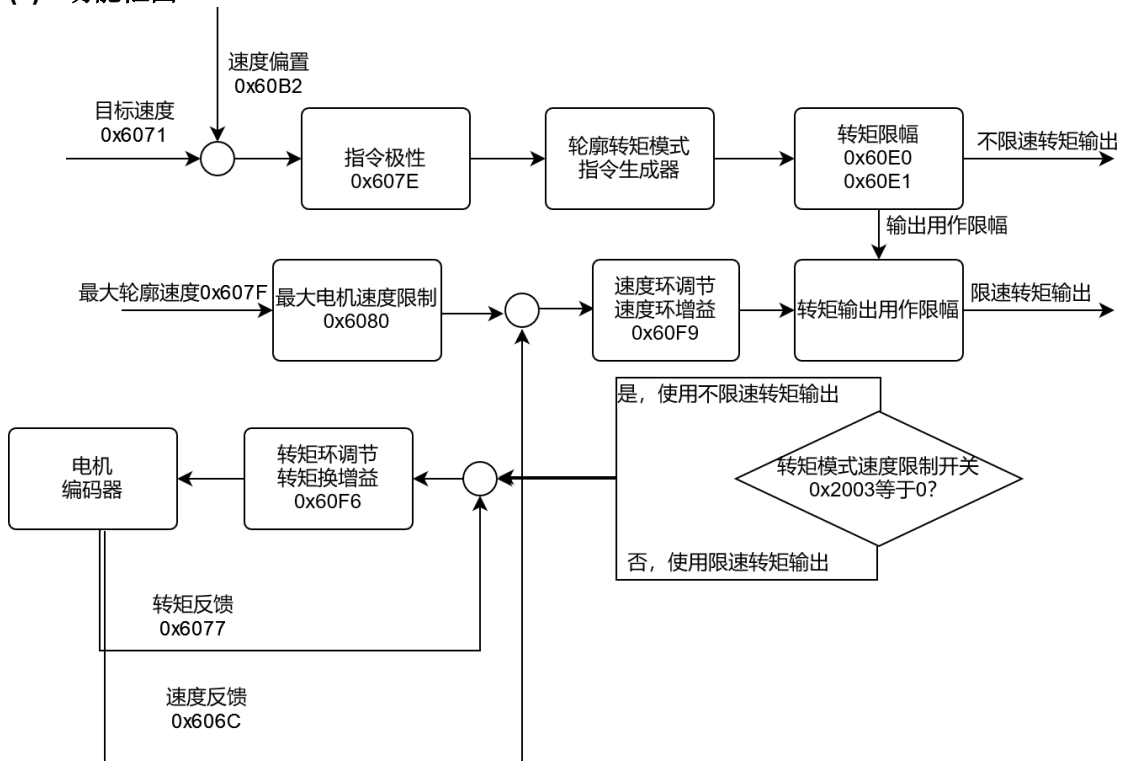 速度偏置
0x60B2
目标速度
0x6071
指令极性
0x607E
轮廓转矩模式
指令生成器
转矩限幅
0x60E0
0x60E1
不限速转矩输出
输出用作限幅
最大轮廓速度0x607F
最大电机速度限制
0x6080
速度环调节
速度环增益
0x60F9
转矩输出用作限幅
限速转矩输出
是，使用不限速转矩输出
电机
编码器
转矩环调节
转矩换增益
0x60F6
转矩模式速度限制开关
0x2003等于0？
否，使用限速转矩输出
转矩反馈
0x6077
速度反馈
0x606C